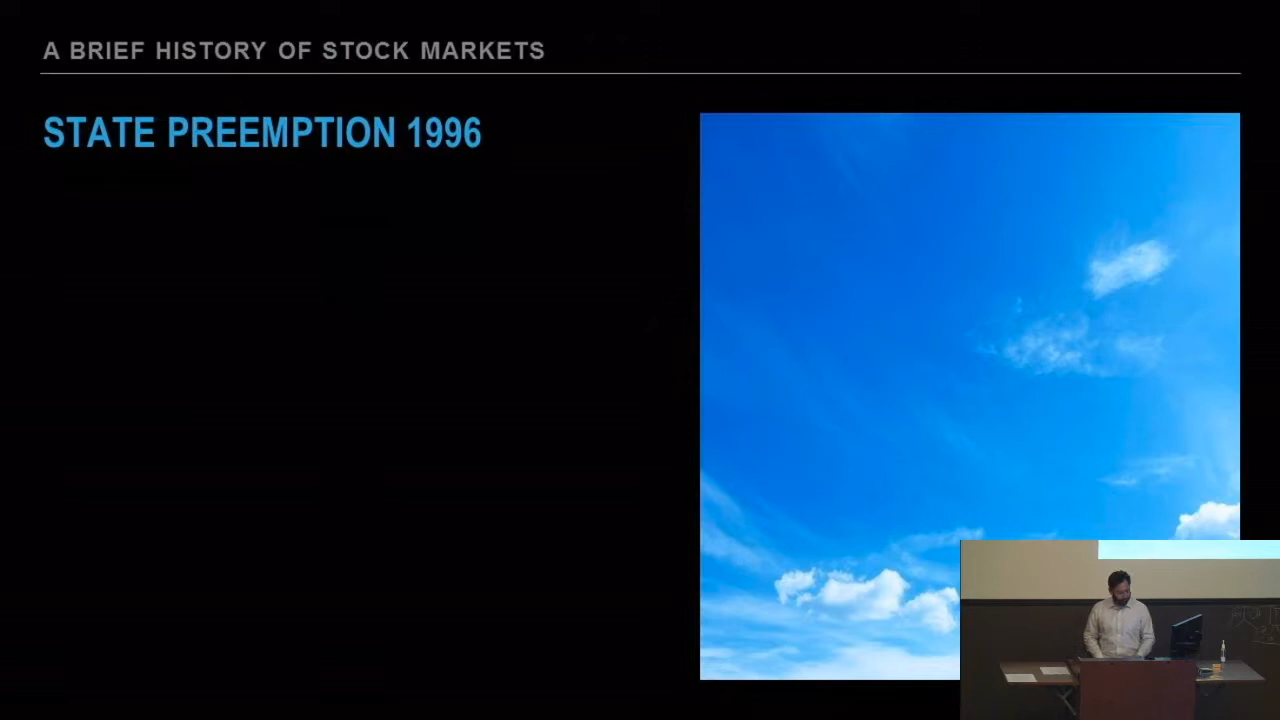 A BRIEF HISTORY OF STOCK MARKETS
STATE PREEMPTION 1996